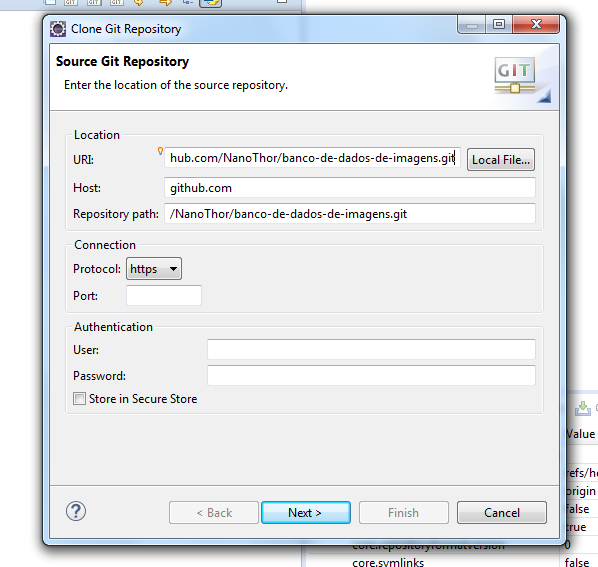 Clone Git Repository
Source Git Repository
Enter the location of the source repository.
GIT
Location
URI: hub.com/NanoThor/banco-de-dados-de-imagens.git Local File...
Host: github.com
Repository path: /NanoThor/banco-de-dados-de-imagens.git
Connection
Protocol: https
Port:
Authentication
User:
Password:
Store in Secure Store
Value
origin
false
true
core.repositoryformatversion 0
core.symlinks false
< Back Next > Finish Cancel